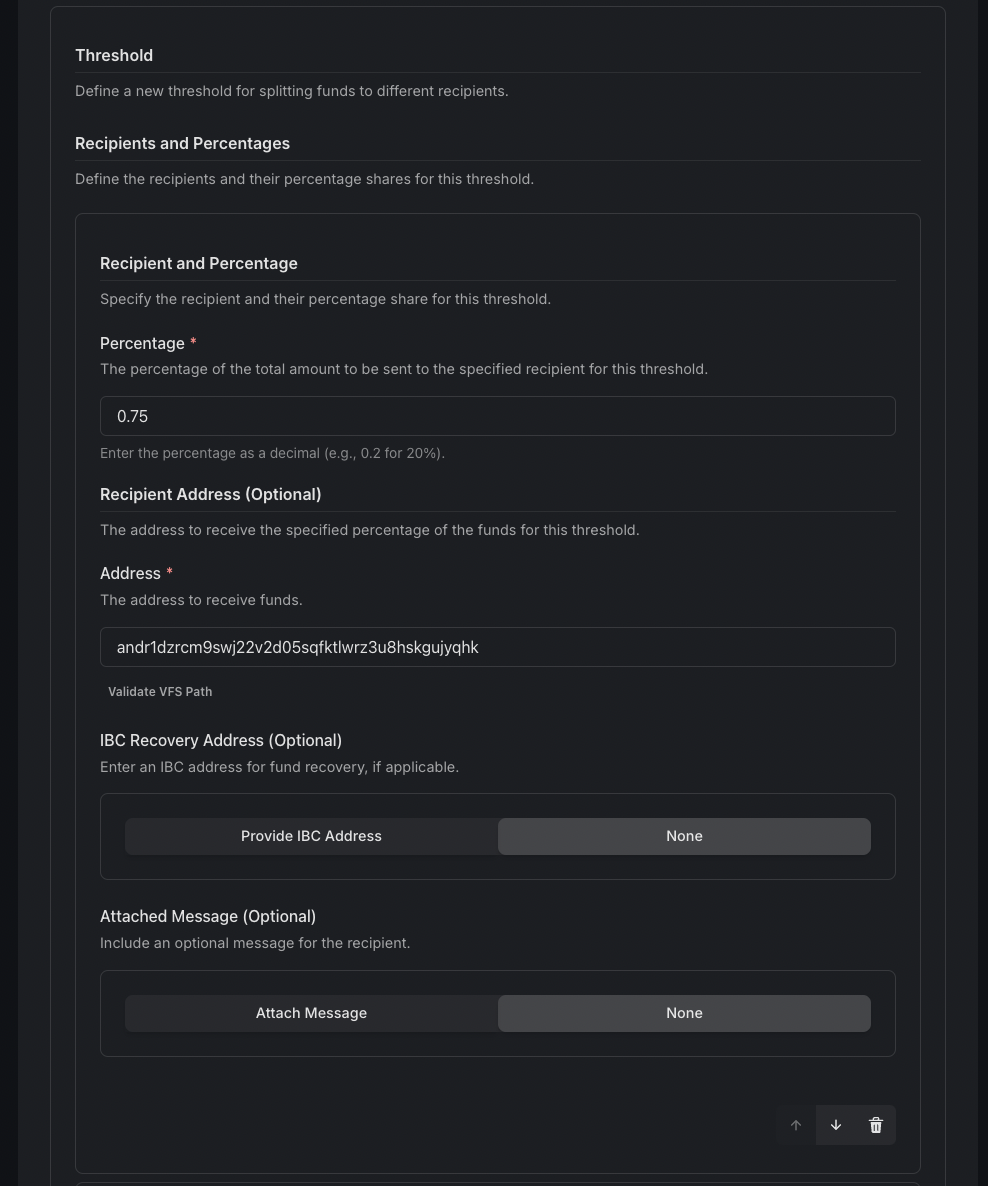 Threshold
Define a new threshold for splitting funds to different recipients.
Recipients and Percentages
Define the recipients and their percentage shares for this threshold.
Recipient and Percentage
Specify the recipient and their percentage share for this threshold.
Percentage *
The percentage of the total amount to be sent to the specified recipient for this threshold.
0.75
Enter the percentage as a decimal (e.g., 0.2 for 20%).
Recipient Address (Optional)
The address to receive the specified percentage of the funds for this threshold.
Address *
The address to receive funds.
andr1dzrcm9swj22v2d05sqfktlwrz3u8hskgujyqhk
Validate VFS Path
IBC Recovery Address (Optional)
Enter an IBC address for fund recovery, if applicable.
Provide IBC Address None
Attached Message (Optional)
Include an optional message for the recipient.
Attach Message None